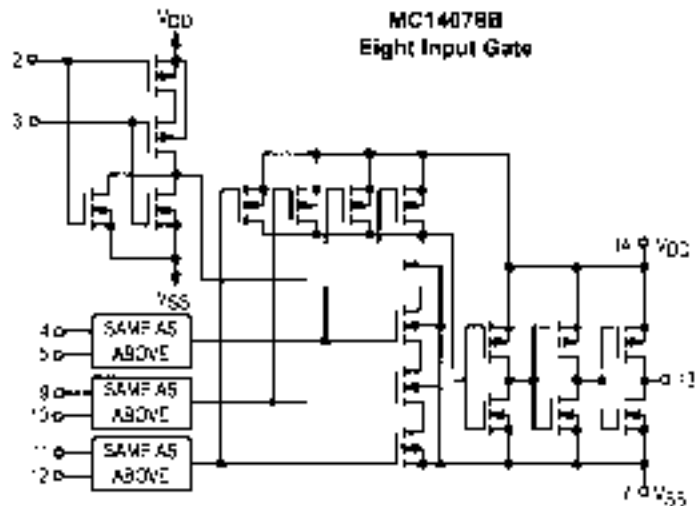 MC14078B
Eight Input Gate
VDD
2
3
VSS
4
5
SAME AS
ABOVE
9
10
SAME AS
ABOVE
11
12
SAME AS
ABOVE
14
VDD
13
7
VSS